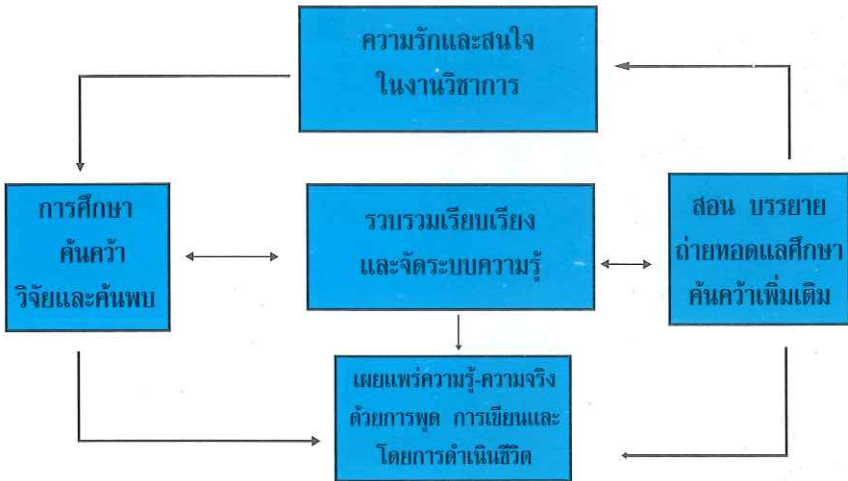 ความรักและสนใจ
ในงานวิชาการ
การศึกษา
ค้นคว้า
วิจัยและค้นพบ
รวบรวมเรียบเรียง
และจัดระบบความรู้
สอน บรรยาย
ถ่ายทอดแลศึกษา
ค้นคว้าเพิ่มเติม
เผยแพร่ความรู้-ความจริง
ด้วยการพูด การเขียนและ
โดยการดำเนินชีวิต